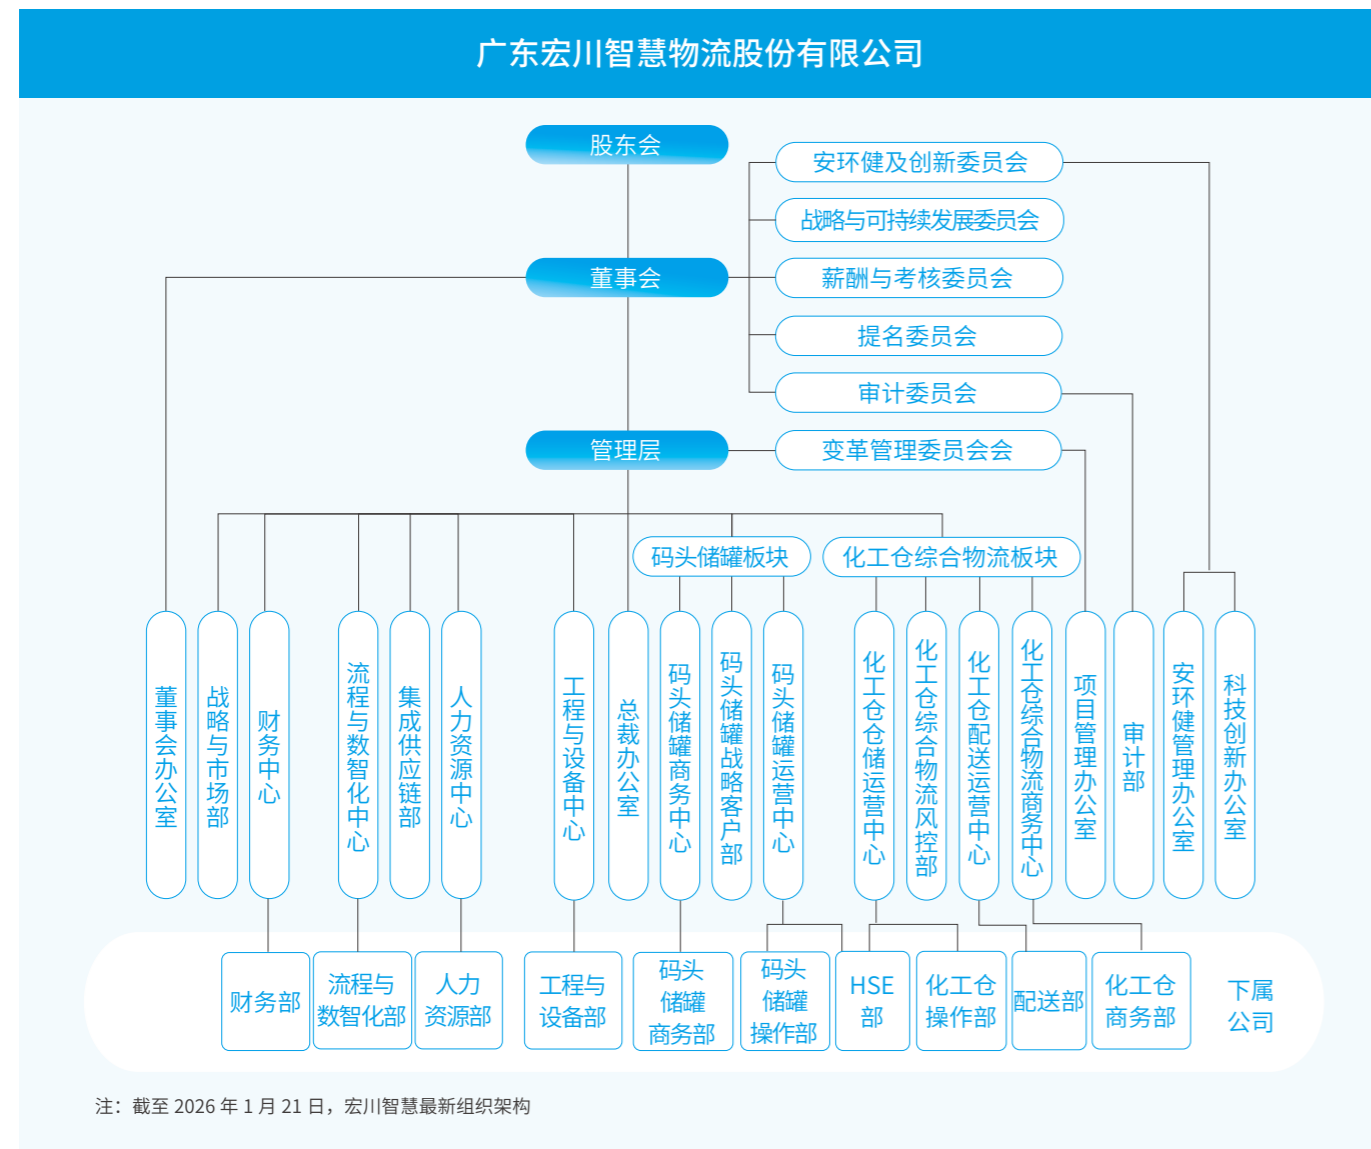 广东宏川智慧物流股份有限公司
股东会
安环健及创新委员会
战略与可持续发展委员会
董事会
薪酬与考核委员会
提名委员会
审计委员会
管理层
变革管理委员会会
码头储罐板块
化工仓综合物流板块
董事会办公室
战略与市场部
财务中心
流程与数智化中心
集成供应链部
人力资源中心
工程与设备中心
总裁办公室
码头储罐商务中心
码头储罐战略客户部
码头储罐运营中心
化工仓仓储运营中心
化工仓综合物流风控部
化工仓配送运营中心
化工仓综合物流商务中心
项目管理办公室
审计部
安环健管理办公室
科技创新办公室
财务部
流程与
数智化部
人力
资源部
工程与
设备部
码头
储罐
商务部
码头
储罐
操作部
HSE
部
化工仓
操作部
配送部
化工仓
商务部
下属
公司
注：截至 2026 年 1 月 21 日，宏川智慧最新组织架构